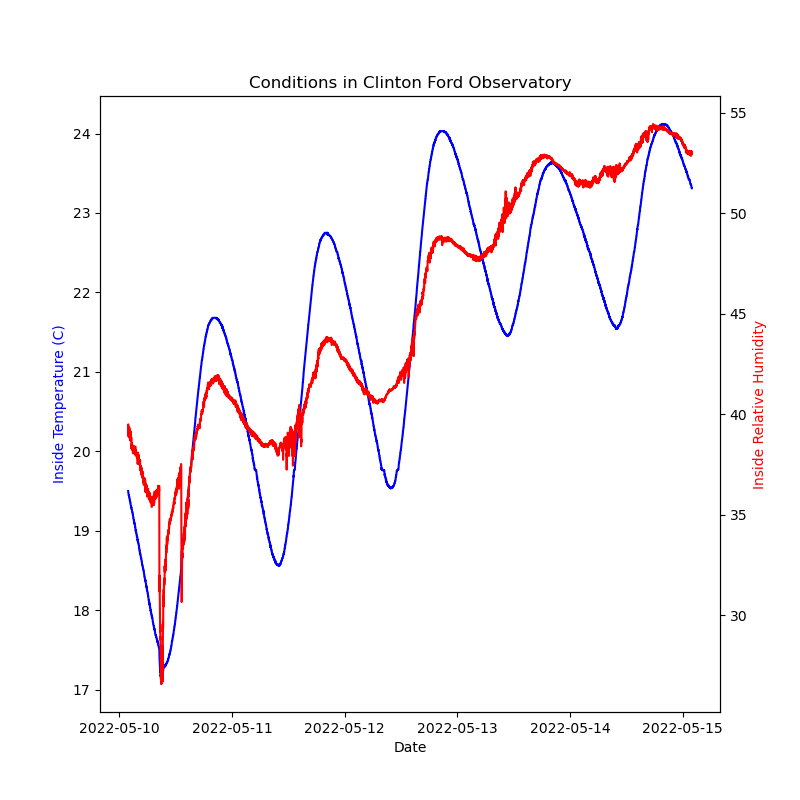 Conditions in Clinton Ford Observatory
24
23
22
21
20
19
18
17
Inside Temperature (C)
55
50
45
40
35
30
Inside Relative Humidity
2022-05-10 2022-05-11 2022-05-12 2022-05-13 2022-05-14 2022-05-15
Date